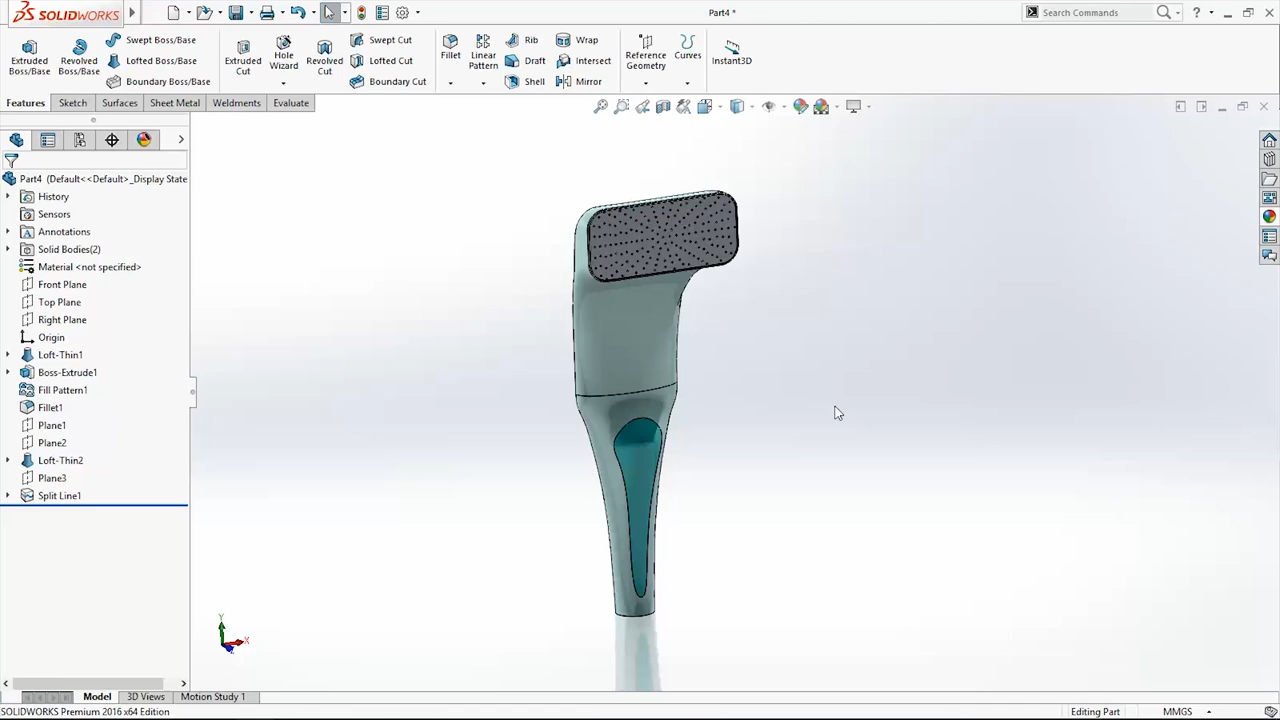 SOLIDWORKS
Part4 *
Search Commands
Extruded Boss/Base
Revolved Boss/Base
Swept Boss/Base
Lofted Boss/Base
Boundary Boss/Base
Extruded Cut
Hole Wizard
Revolved Cut
Swept Cut
Lofted Cut
Boundary Cut
Fillet
Linear Pattern
Rib
Draft
Shell
Wrap
Intersect
Mirror
Reference Geometry
Curves
Instant3D
Features
Sketch
Surfaces
Sheet Metal
Weldments
Evaluate
Part4 (Default<<Default>_Display State
History
Sensors
Annotations
Solid Bodies(2)
Material <not specified>
Front Plane
Top Plane
Right Plane
Origin
Loft-Thin1
Boss-Extrude1
Fill Pattern1
Fillet1
Plane1
Plane2
Loft-Thin2
Plane3
Split Line1
Y
X
Z
Model
3D Views
Motion Study 1
SOLIDWORKS Premium 2016 x64 Edition
Editing Part
MMGS